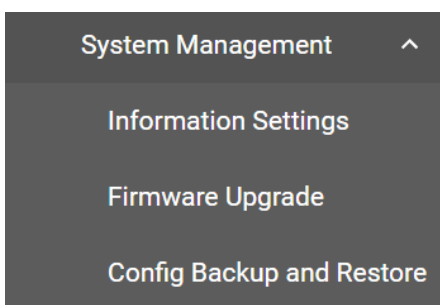 System Management
Information Settings
Firmware Upgrade
Config Backup and Restore